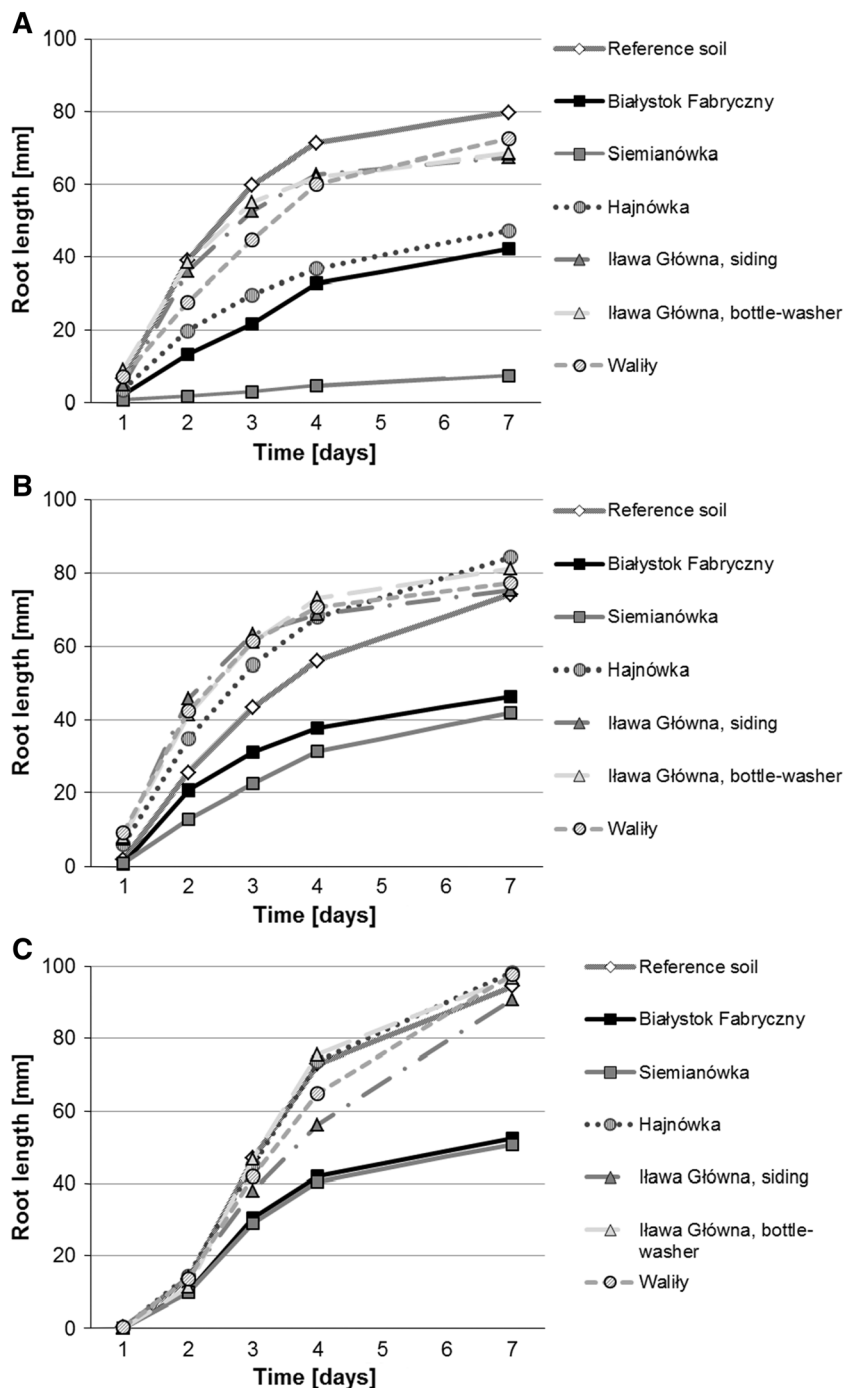 A
Root length [mm]
100
80
60
40
20
0
1 2 3 4 5 6 7
Time [days]
Reference soil
Białystok Fabryczny
Siemianówka
Hajnówka
Iława Główna, siding
Iława Główna, bottle-washer
Waliły
B
Root length [mm]
100
80
60
40
20
0
1 2 3 4 5 6 7
Time [days]
Reference soil
Białystok Fabryczny
Siemianówka
Hajnówka
Iława Główna, siding
Iława Główna, bottle-washer
Waliły
C
Root length [mm]
100
80
60
40
20
0
1 2 3 4 5 6 7
Time [days]
Reference soil
Białystok Fabryczny
Siemianówka
Hajnówka
Iława Główna, siding
Iława Główna, bottle-
washer
Waliły